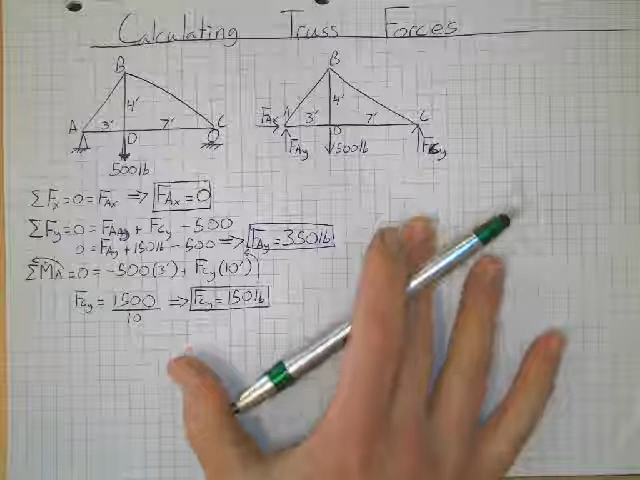 Calculating Truss Forces
B
A 3' 4' 7' C
D
500lb
B
FAx A 3' 4' 7' C
D
FAy 500lb FCy
ΣFx = 0 = FAx => FAx = 0
ΣFy = 0 = FAy + FCy - 500
0 = FAy + 150lb - 500 => FAy = 350lb
ΣMA = 0 = -500(3') + FCy(10')
FCy = 1500/10 => FCy = 150lb